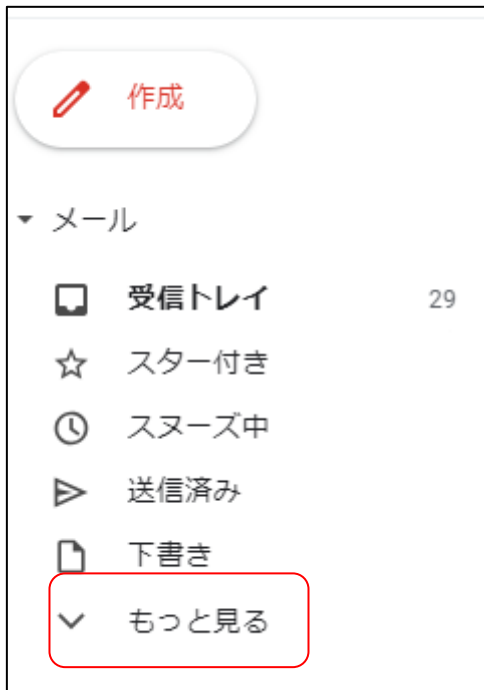 作成
メール
受信トレイ 29
スター付き
スヌーズ中
送信済み
下書き
もっと見る